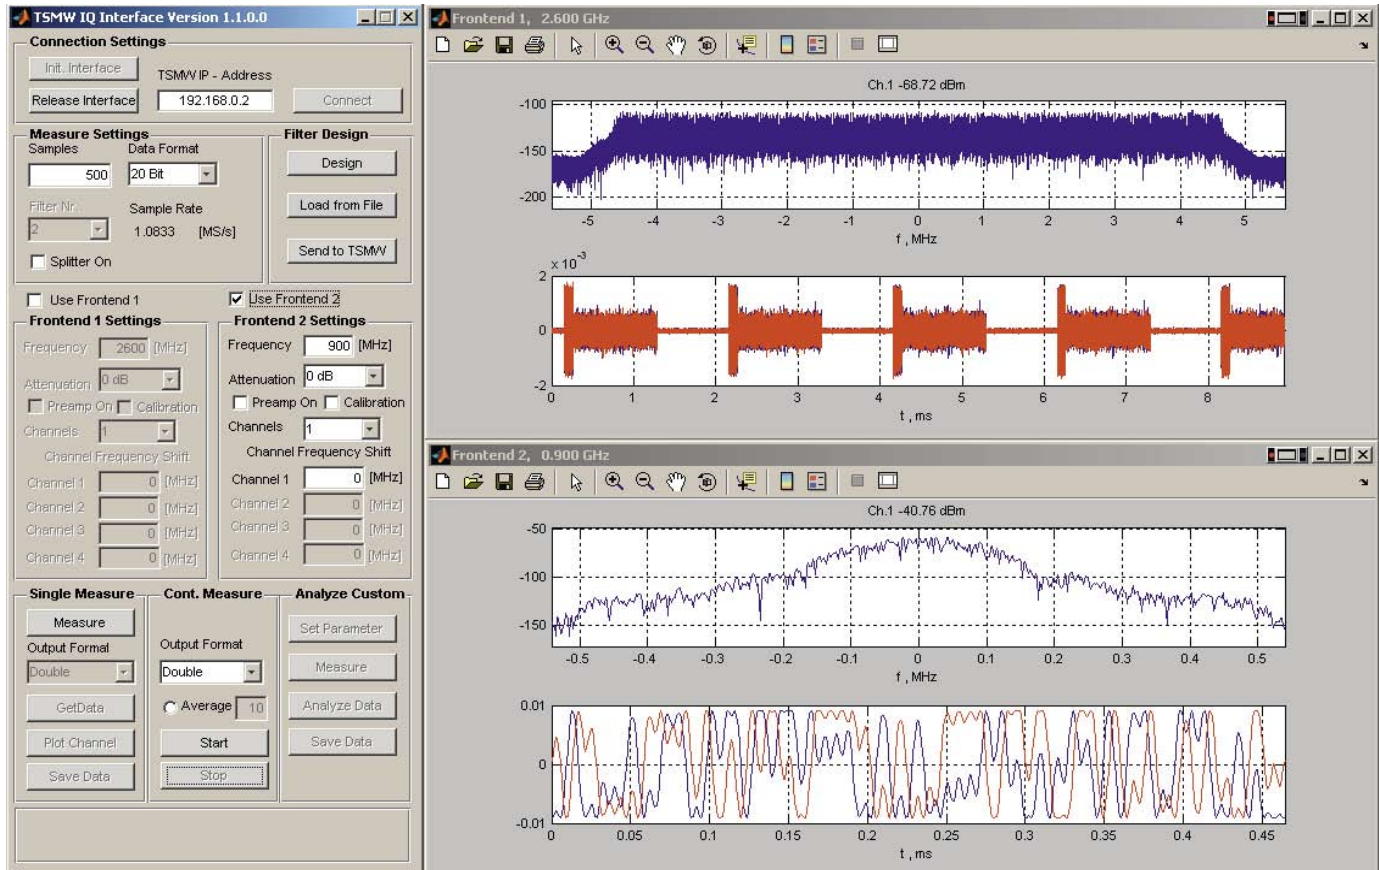 TSMW IQ Interface Version 1.1.0.0
Connection Settings
Init. Interface
TSMW IP - Address
Release Interface
192.168.0.2
Connect
Measure Settings
Samples
Data Format
500
20 Bit
Filter Nr.
Sample Rate
2
1.0833 [MS/s]
Splitter On
Filter Design
Design
Load from File
Send to TSMW
Use Frontend 1
Use Frontend 2
Frontend 1 Settings
Frequency 2600 [MHz]
Attenuation 0 dB
Preamp On Calibration
Channels 1
Channel Frequency Shift
Channel 1 0 [MHz]
Channel 2 0 [MHz]
Channel 3 0 [MHz]
Channel 4 0 [MHz]
Frontend 2 Settings
Frequency 900 [MHz]
Attenuation 0 dB
Preamp On Calibration
Channels 1
Channel Frequency Shift
Channel 1 0 [MHz]
Channel 2 0 [MHz]
Channel 3 0 [MHz]
Channel 4 0 [MHz]
Single Measure
Measure
Output Format
Double
GetData
Plot Channel
Save Data
Cont. Measure
Output Format
Double
Average 10
Start
Stop
Analyze Custom
Set Parameter
Measure
Analyze Data
Save Data
Frontend 1, 2.600 GHz
Ch.1 -68.72 dBm
-100
-150
-200
-5 -4 -3 -2 -1 0 1 2 3 4 5
f , MHz
x 10-3
2
0
-2
0 1 2 3 4 5 6 7 8
t , ms
Frontend 2, 0.900 GHz
Ch.1 -40.76 dBm
-50
-100
-150
-0.5 -0.4 -0.3 -0.2 -0.1 0 0.1 0.2 0.3 0.4 0.5
f , MHz
0.01
0
-0.01
0 0.05 0.1 0.15 0.2 0.25 0.3 0.35 0.4 0.45
t , ms